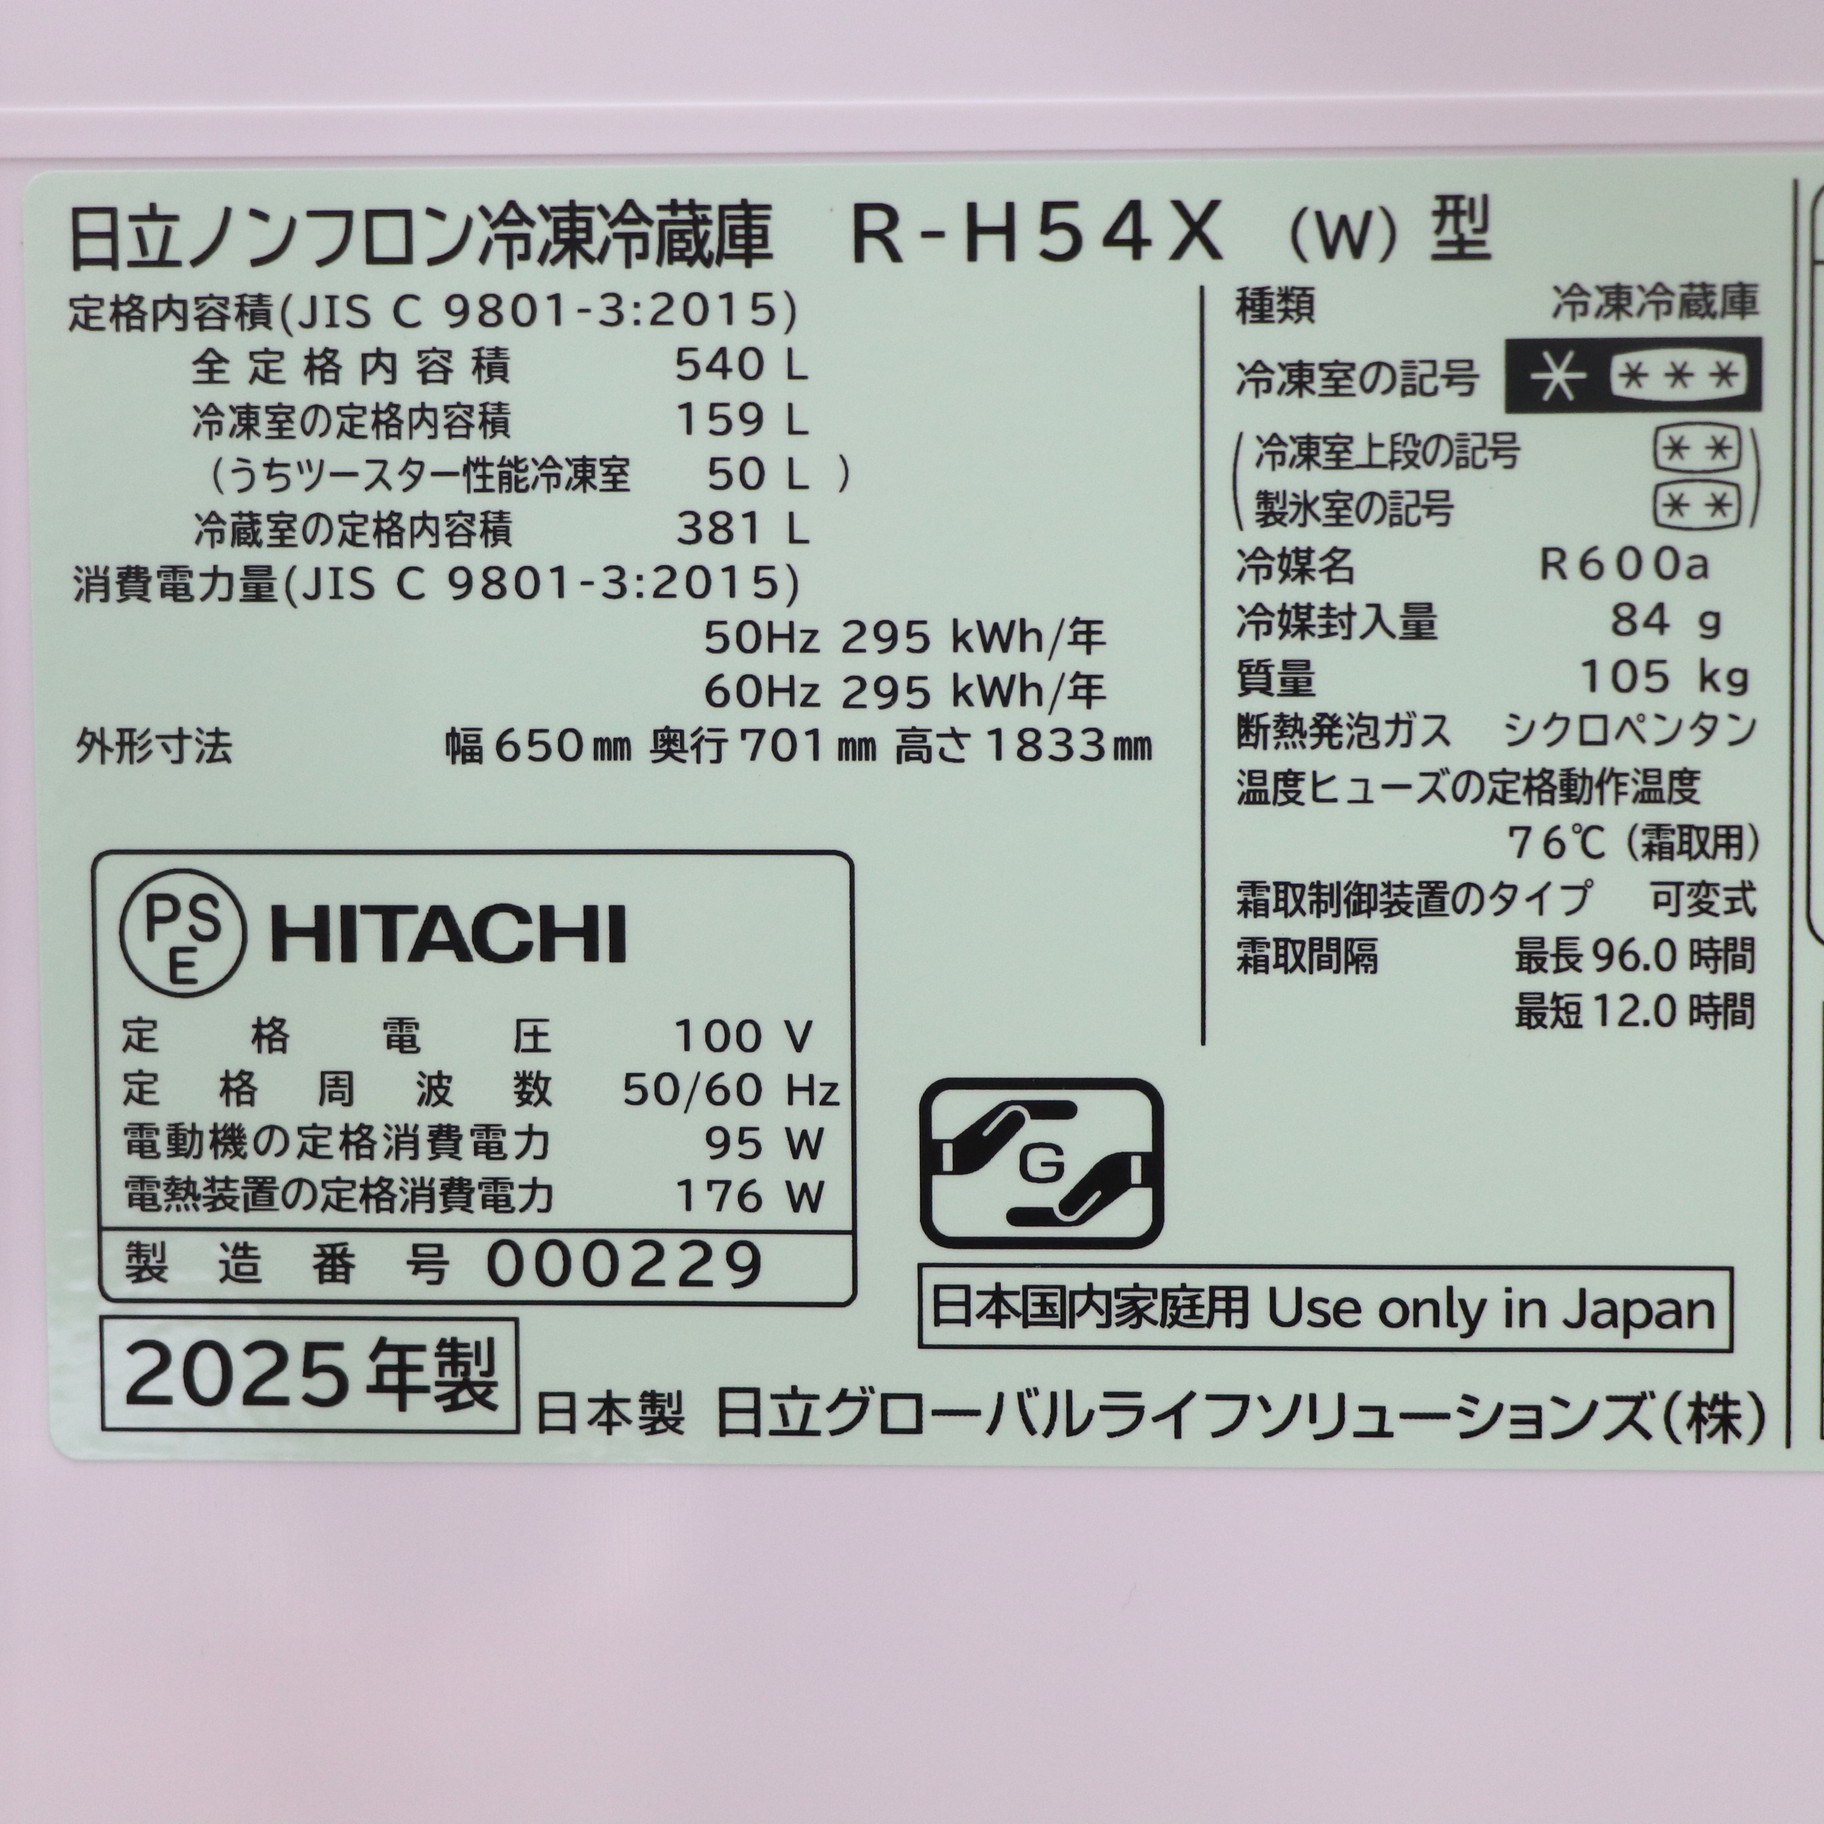 日立ノンフロン冷凍冷蔵庫 R-H54X (W) 型
定格内容積(JIS C 9801-3:2015)
全定格内容積 540 L
冷凍室の定格内容積 159 L
(うちツースター性能冷凍室 50 L )
冷蔵室の定格内容積 381 L
消費電力量(JIS C 9801-3:2015)
50Hz 295 kWh/年
60Hz 295 kWh/年
外形寸法 幅650㎜ 奥行701㎜ 高さ1833㎜
種類 冷凍冷蔵庫
冷凍室の記号
(冷凍室上段の記号
製氷室の記号)
冷媒名 R600a
冷媒封入量 84 g
質量 105 kg
断熱発泡ガス シクロペンタン
温度ヒューズの定格動作温度
76℃(霜取用)
霜取制御装置のタイプ 可変式
霜取間隔 最長96.0時間
最短12.0時間
PSE HITACHI
定格電圧 100 V
定格周波数 50/60 Hz
電動機の定格消費電力 95 W
電熱装置の定格消費電力 176 W
製造番号 000229
G
日本国内家庭用 Use only in Japan
2025年製
日本製 日立グローバルライフソリューションズ(株)